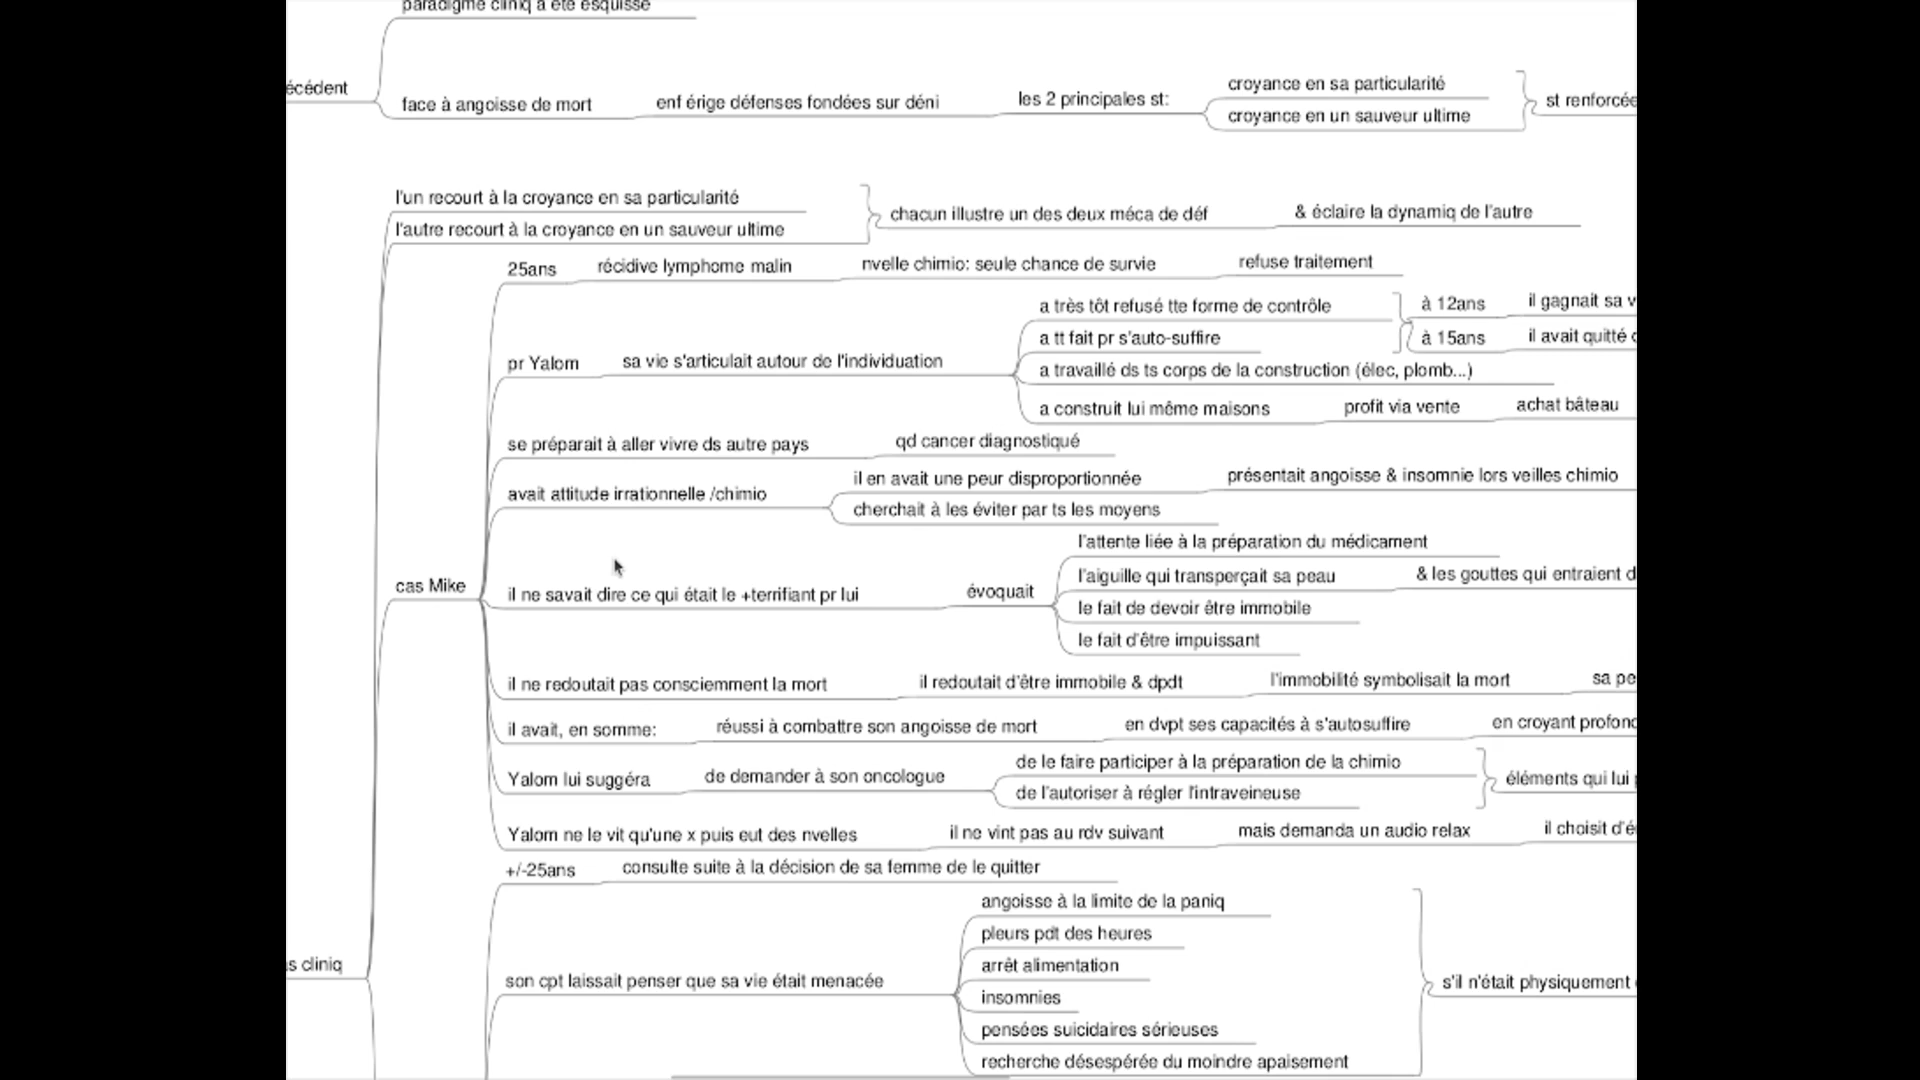 paradigme cliniq a été esquissé
écédent
face à angoisse de mort
enf érige défenses fondées sur déni
les 2 principales st:
croyance en sa particularité
croyance en un sauveur ultime
st renforcée
l'un recourt à la croyance en sa particularité
l'autre recourt à la croyance en un sauveur ultime
chacun illustre un des deux méca de déf
& éclaire la dynamiq de l'autre
25ans
récidive lymphome malin
nvelle chimio: seule chance de survie
refuse traitement
pr Yalom
sa vie s'articulait autour de l'individuation
a très tôt refusé tte forme de contrôle
a tt fait pr s'auto-suffire
à 12ans
il gagnait sa v
à 15ans
il avait quitté
a travaillé ds ts corps de la construction (élec, plomb...)
a construit lui même maisons
profit via vente
achat bâteau
se préparait à aller vivre ds autre pays
qd cancer diagnostiqué
avait attitude irrationnelle /chimio
il en avait une peur disproportionnée
présentait angoisse & insomnie lors veilles chimio
cherchait à les éviter par ts les moyens
cas Mike
il ne savait dire ce qui était le +terrifiant pr lui
évoquait
l'attente liée à la préparation du médicament
l'aiguille qui transperçait sa peau
& les gouttes qui entraient d
le fait de devoir être immobile
le fait d'être impuissant
il ne redoutait pas consciemment la mort
il redoutait d'être immobile & dpdt
l'immobilité symbolisait la mort
sa pe
il avait, en somme:
réussi à combattre son angoisse de mort
en dvpt ses capacités à s'autosuffire
en croyant profond
Yalom lui suggéra
de demander à son oncologue
de le faire participer à la préparation de la chimio
de l'autoriser à régler l'intraveineuse
éléments qui lui
Yalom ne le vit qu'une x puis eut des nvelles
il ne vint pas au rdv suivant
mais demanda un audio relax
il choisit d'é
+/-25ans
consulte suite à la décision de sa femme de le quitter
s cliniq
son cpt laissait penser que sa vie était menacée
angoisse à la limite de la paniq
pleurs pdt des heures
arrêt alimentation
insomnies
pensées suicidaires sérieuses
recherche désespérée du moindre apaisement
s'il n'était physiquement